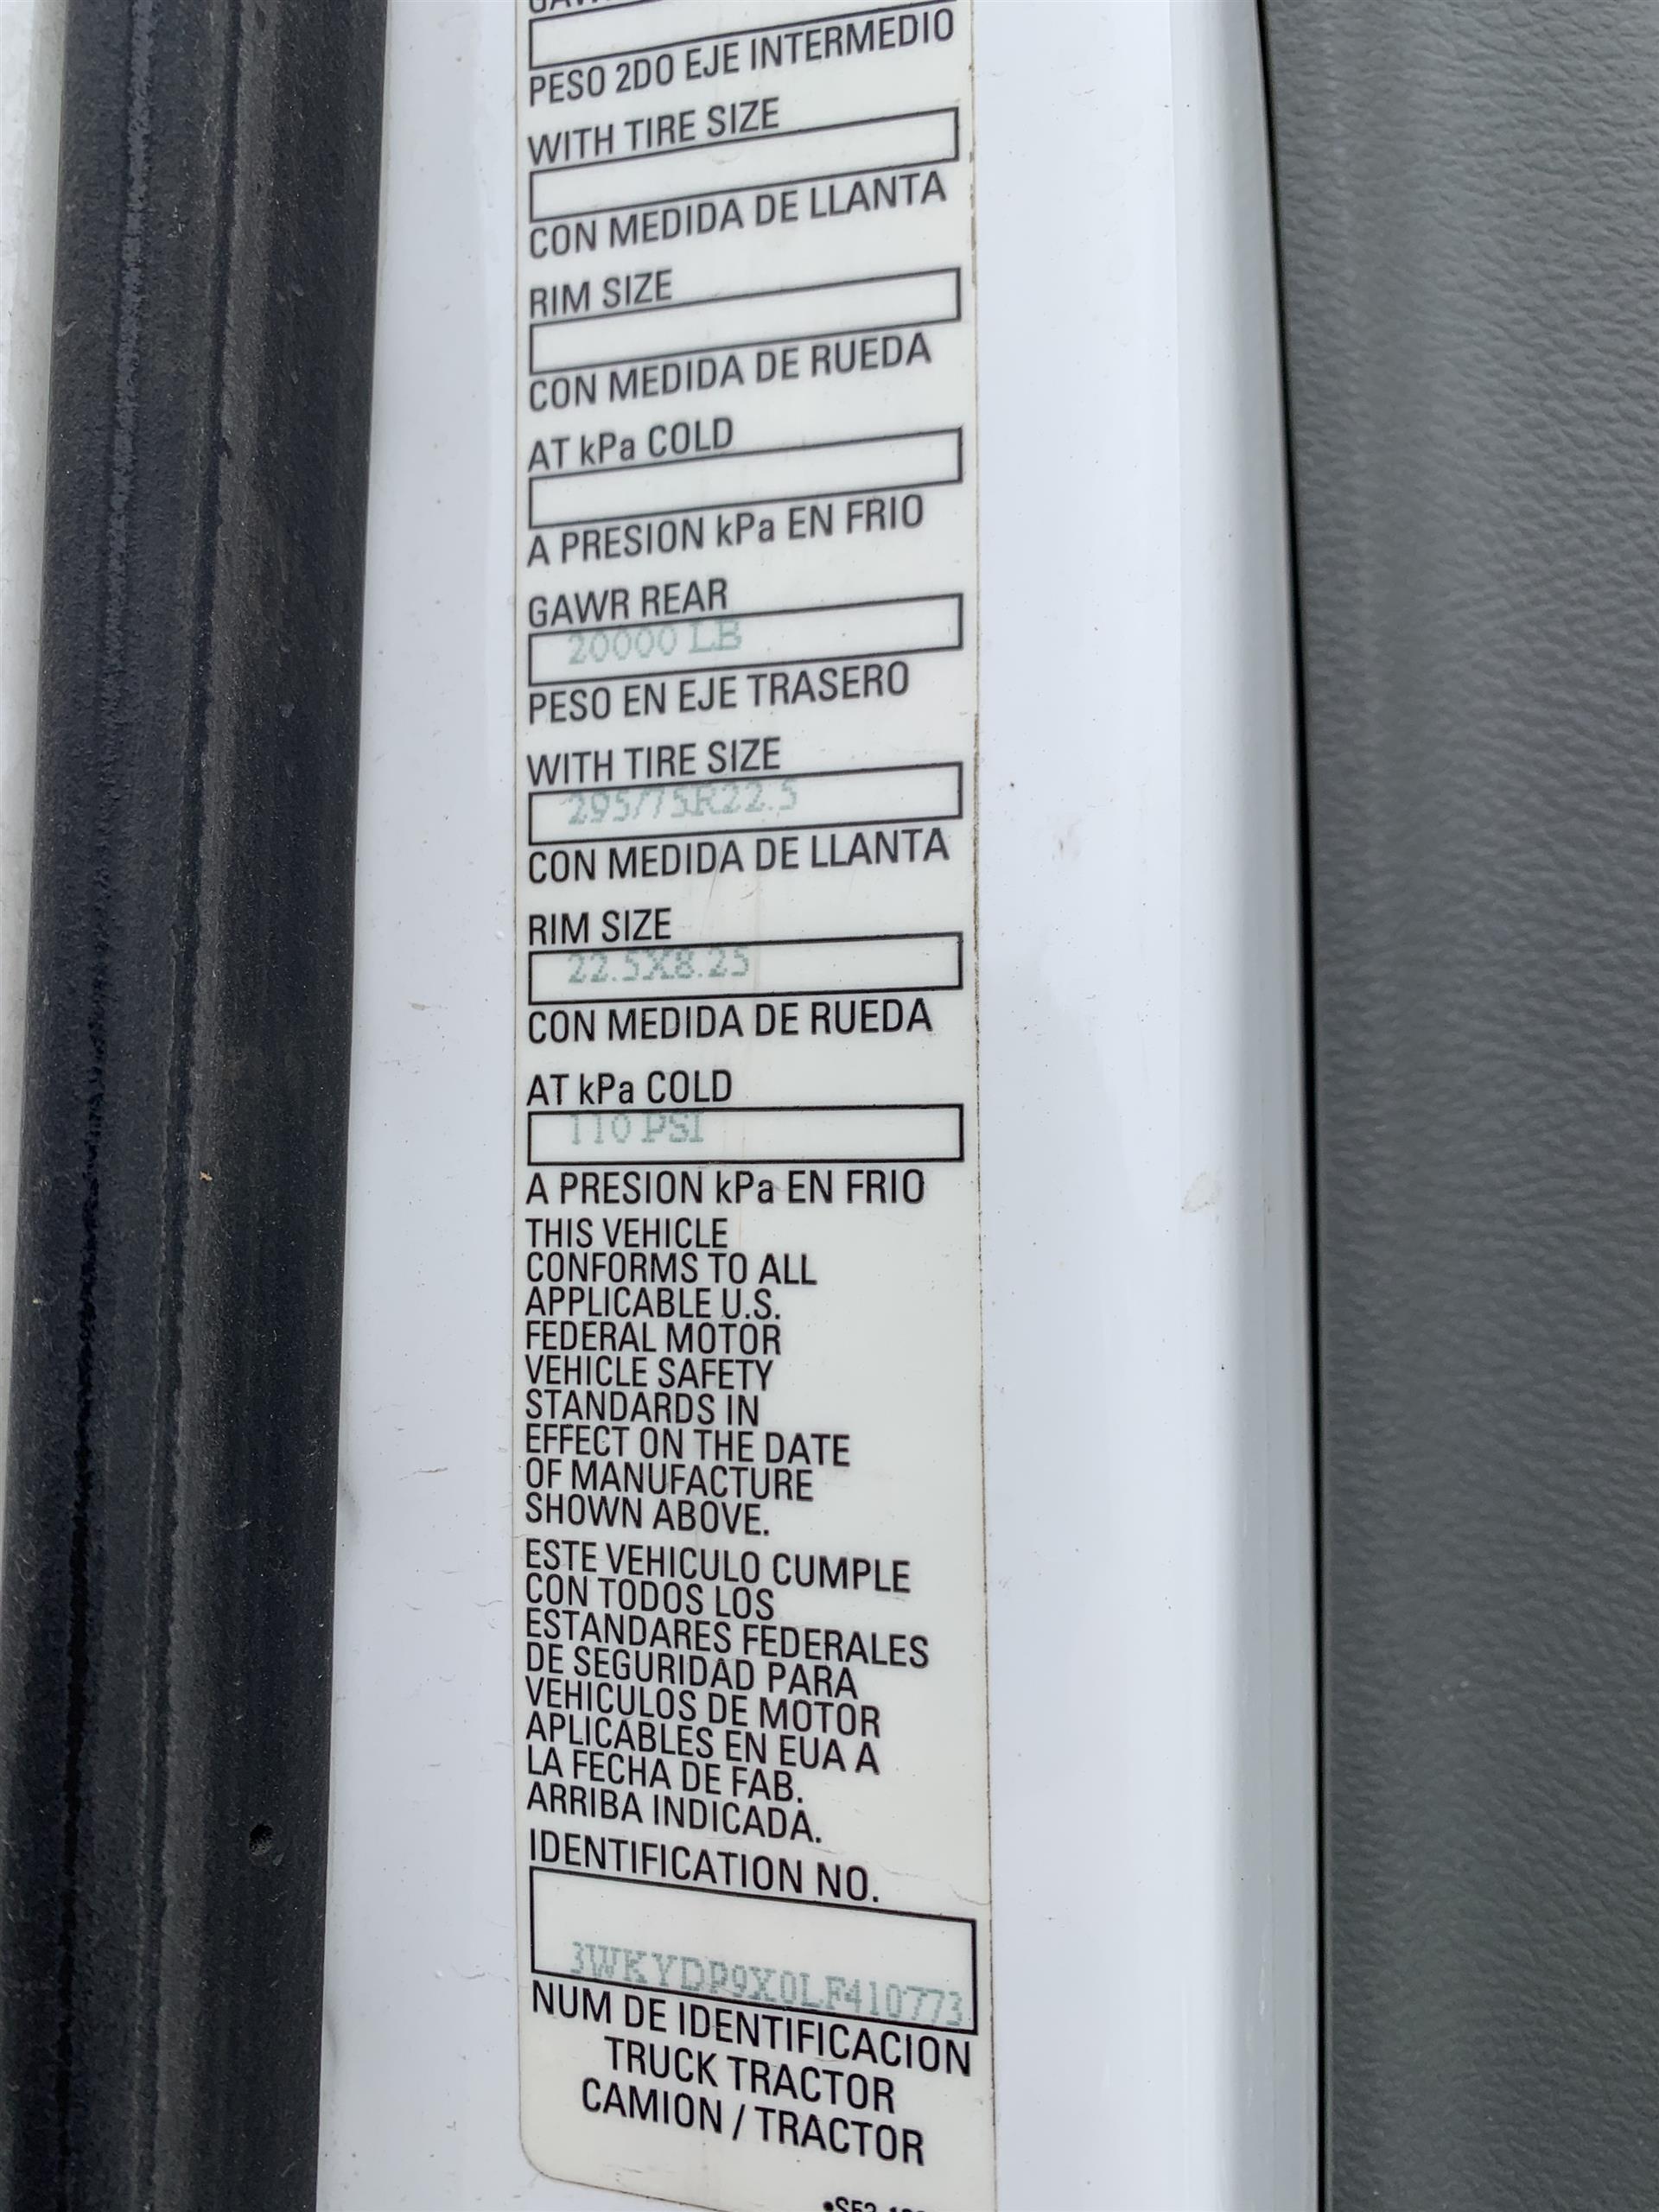 PESO 2DO EJE INTERMEDIO
WITH TIRE SIZE
CON MEDIDA DE LLANTA
RIM SIZE
CON MEDIDA DE RUEDA
AT kPa COLD
A PRESION kPa EN FRIO
GAWR REAR
20000 LB
PESO EN EJE TRASERO
WITH TIRE SIZE
295/75R22.5
CON MEDIDA DE LLANTA
RIM SIZE
22.5X8.25
CON MEDIDA DE RUEDA
AT kPa COLD
110 PSI
A PRESION kPa EN FRIO
THIS VEHICLE
CONFORMS TO ALL
APPLICABLE U.S.
FEDERAL MOTOR
VEHICLE SAFETY
STANDARDS IN
EFFECT ON THE DATE
OF MANUFACTURE
SHOWN ABOVE.
ESTE VEHICULO CUMPLE
CON TODOS LOS
ESTANDARES FEDERALES
DE SEGURIDAD PARA
VEHICULOS DE MOTOR
APLICABLES EN EUA A
LA FECHA DE FAB.
ARRIBA INDICADA.
IDENTIFICATION NO.
3WKYDP9X0LF410773
NUM DE IDENTIFICACION
TRUCK TRACTOR
CAMION / TRACTOR